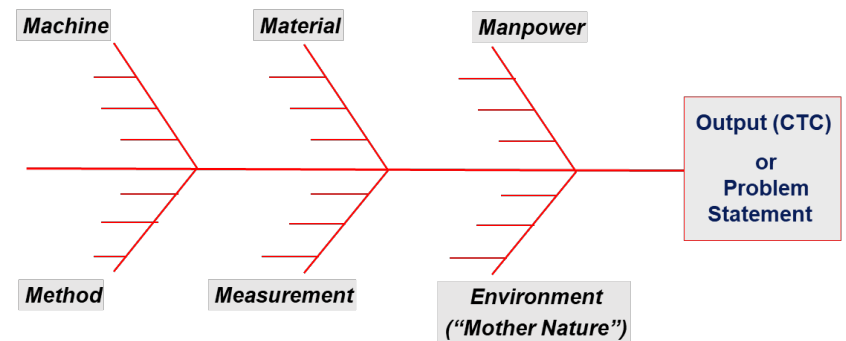 Machine
Material
Manpower
Output (CTC)
or
Problem
Statement
Method
Measurement
Environment
(“Mother Nature”)